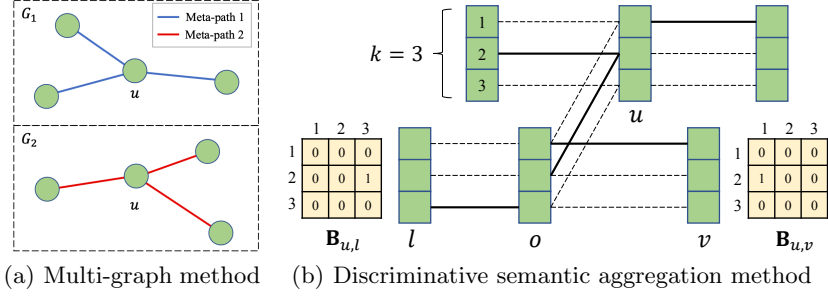 G₁
Meta-path 1
Meta-path 2
u
G₂
u
(a) Multi-graph method
k = 3
1
2
3
u
1 2 3
1 0 0 0
2 0 0 1
3 0 0 0
B_{u,l}
l
o
v
1 2 3
1 0 0 0
2 1 0 0
3 0 0 0
B_{u,v}
(b) Discriminative semantic aggregation method